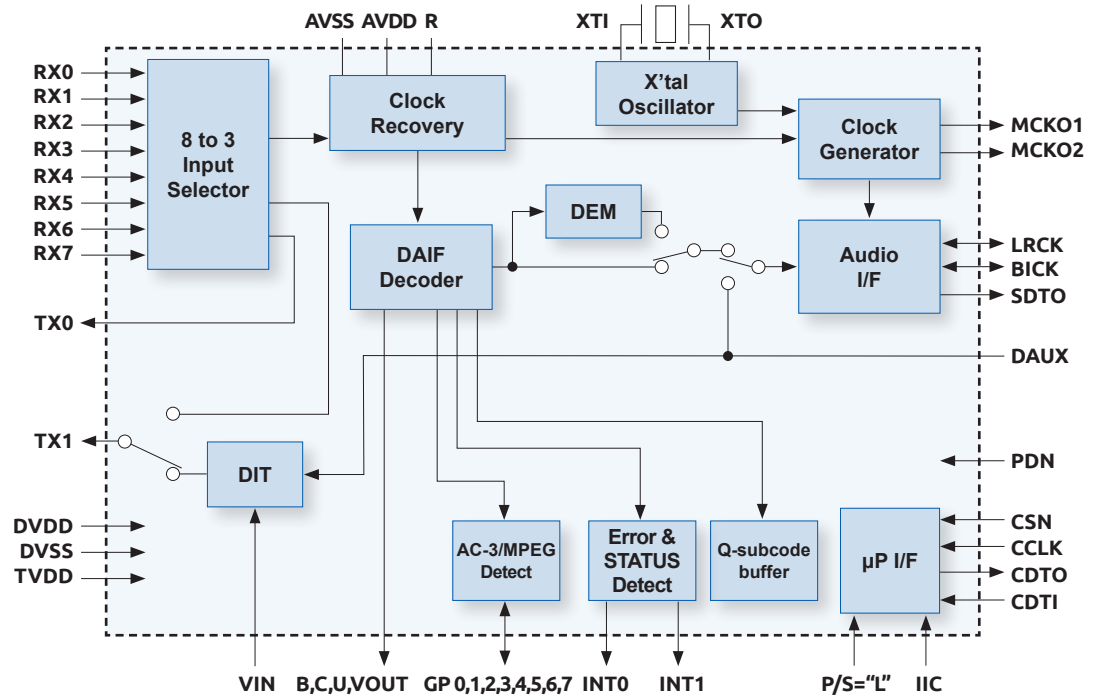 AVSS AVDD R
XTI
XTO
RX0
RX1
RX2
RX3
RX4
RX5
RX6
RX7
8 to 3
Input
Selector
Clock
Recovery
X'tal
Oscillator
Clock
Generator
MCKO1
MCKO2
DEM
DAIF
Decoder
Audio
I/F
LRCK
BICK
SDTO
TX0
DAUX
TX1
DIT
PDN
DVDD
DVSS
TVDD
AC-3/MPEG
Detect
Error &
STATUS
Detect
Q-subcode
buffer
µP I/F
CSN
CCLK
CDTO
CDTI
VIN
B,C,U,VOUT
GP 0,1,2,3,4,5,6,7
INT0
INT1
P/S=“L”
IIC